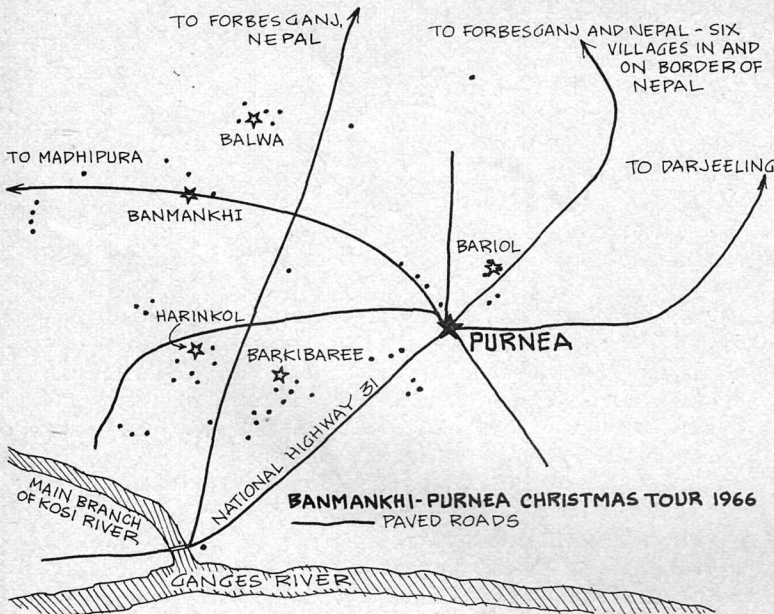 TO FORBESGANJ,
NEPAL
TO FORBESGANJ AND NEPAL - SIX
VILLAGES IN AND
ON BORDER OF
NEPAL
BALWA
TO MADHIPURA
TO DARJEELING
BANMANKHI
BARIOL
HARINKOL
PURNEA
BARKIBAREE
NATIONAL HIGHWAY 31
MAIN BRANCH
OF KOSI RIVER
BANMANKHI-PURNEA CHRISTMAS TOUR 1966
PAVED ROADS
GANGES RIVER